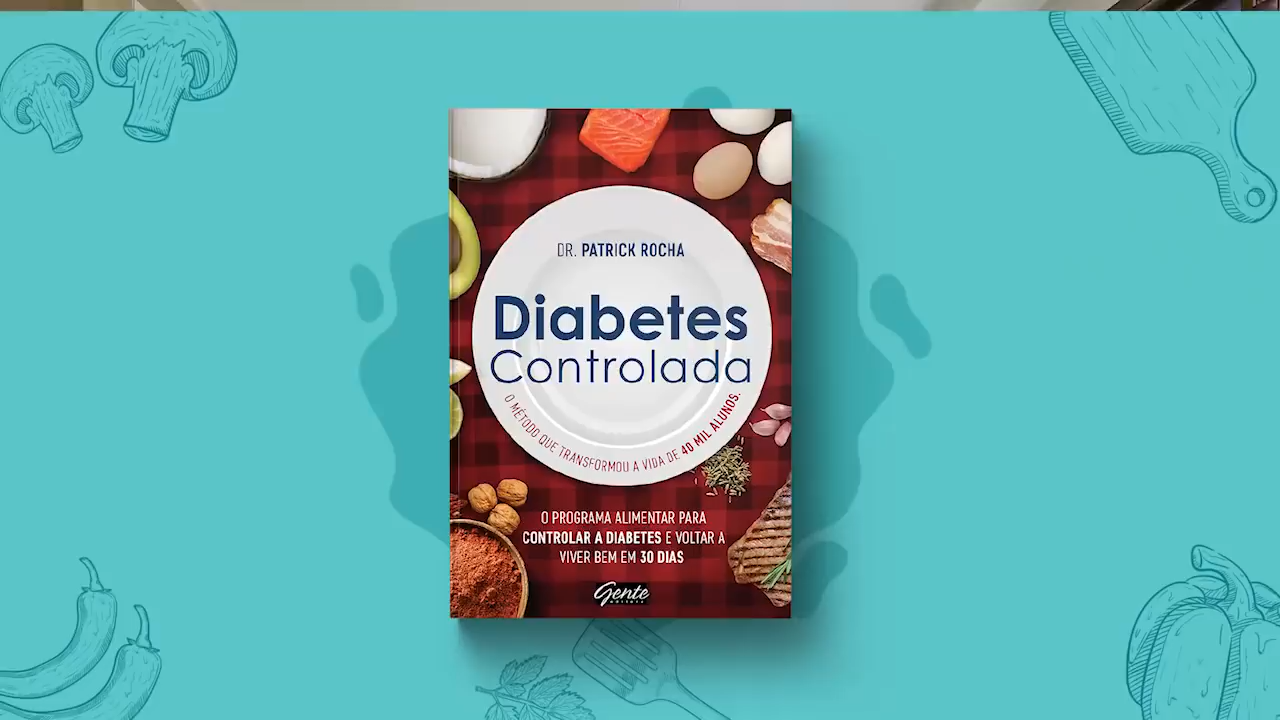 DR. PATRICK ROCHA
Diabetes
Controlada
O MÉTODO QUE TRANSFORMOU A VIDA DE 40 MIL ALUNOS.
O PROGRAMA ALIMENTAR PARA
CONTROLAR A DIABETES E VOLTAR A
VIVER BEM EM 30 DIAS
Gente
EDITORA